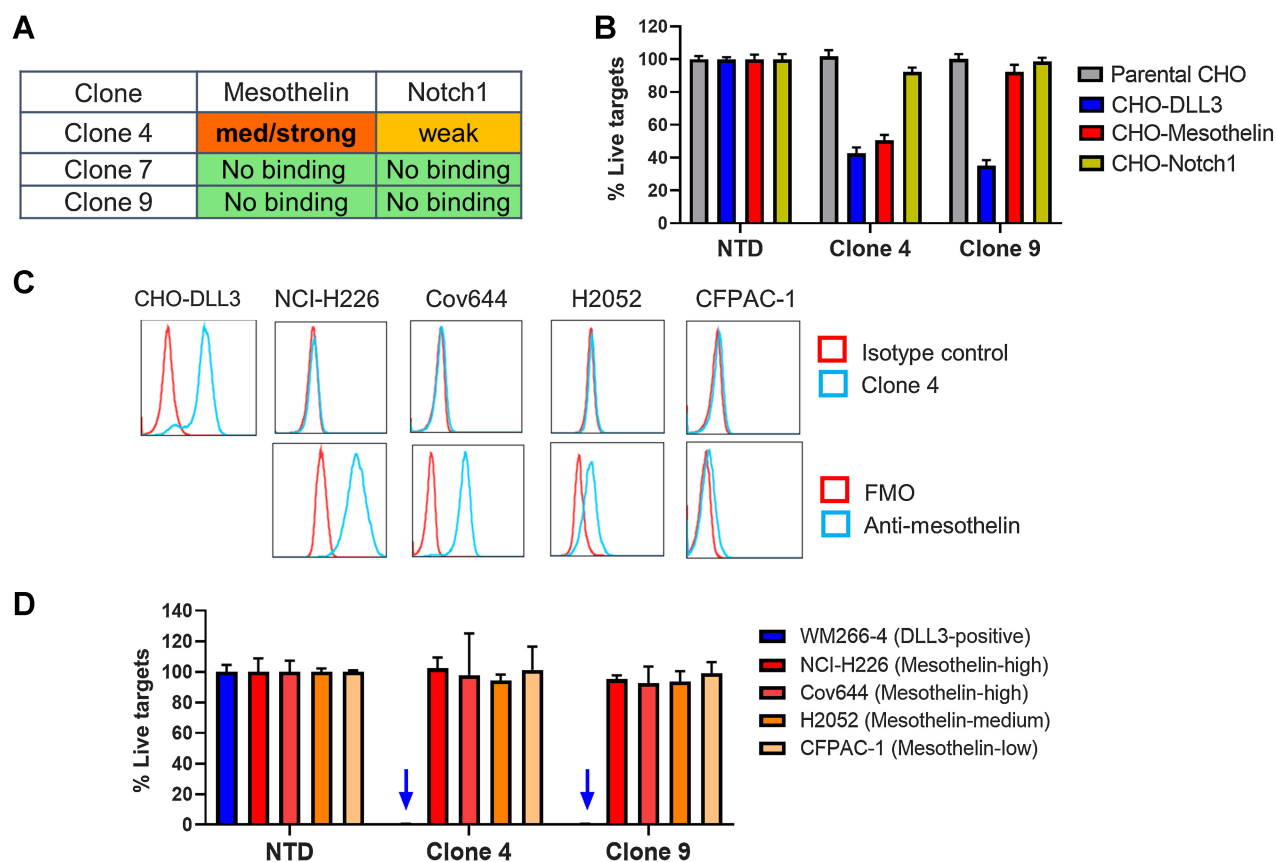 A
Clone Mesothelin Notch1
Clone 4 med/strong weak
Clone 7 No binding No binding
Clone 9 No binding No binding
B
% Live targets
120
100
80
60
40
20
0
NTD Clone 4 Clone 9
Parental CHO
CHO-DLL3
CHO-Mesothelin
CHO-Notch1
C
CHO-DLL3 NCI-H226 Cov644 H2052 CFPAC-1
Isotype control
Clone 4
FMO
Anti-mesothelin
D
% Live targets
140
120
100
80
60
40
20
0
NTD Clone 4 Clone 9
WM266-4 (DLL3-positive)
NCI-H226 (Mesothelin-high)
Cov644 (Mesothelin-high)
H2052 (Mesothelin-medium)
CFPAC-1 (Mesothelin-low)